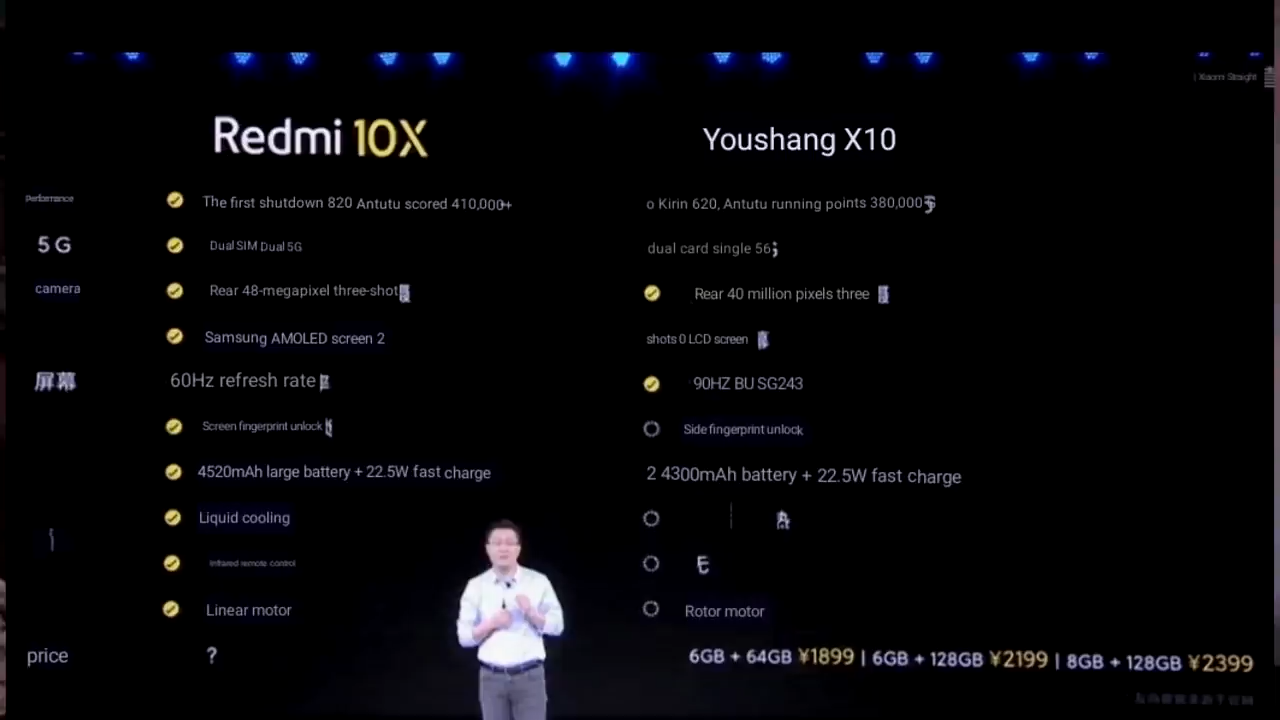 | Xiaomi Straight
Redmi 10X
Youshang X10
Performance
The first shutdown 820 Antutu scored 410,000+
o Kirin 620, Antutu running points 380,000
5G
Dual SIM Dual 5G
dual card single 56
camera
Rear 48-megapixel three-shot
Rear 40 million pixels three
Samsung AMOLED screen 2
shots 0 LCD screen
屏幕
60Hz refresh rate
90HZ BU SG243
Screen fingerprint unlock
Side fingerprint unlock
4520mAh large battery + 22.5W fast charge
2 4300mAh battery + 22.5W fast charge
Liquid cooling
Infrared remote control
Linear motor
Rotor motor
price
?
6GB + 64GB ¥1899 | 6GB + 128GB ¥2199 | 8GB + 128GB ¥2399